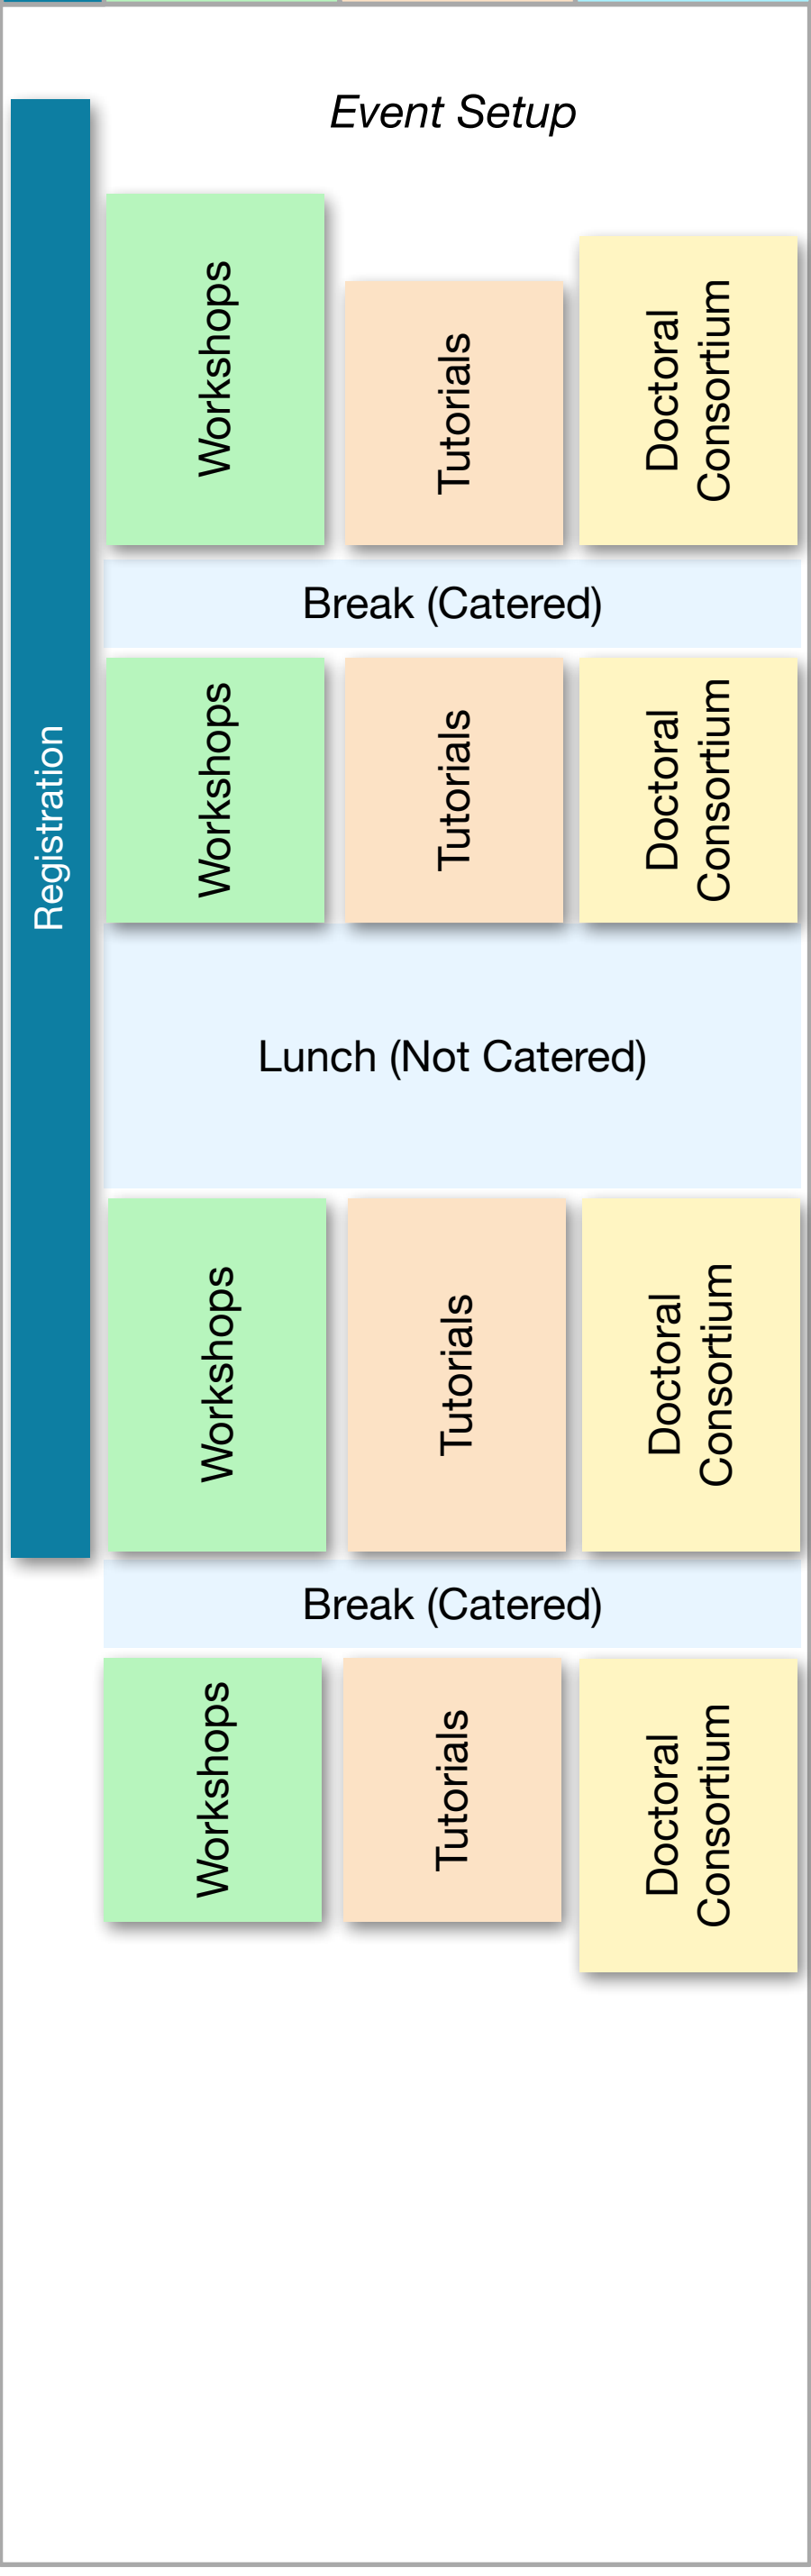 Event Setup
Registration
Workshops
Tutorials
Doctoral
Consortium
Break (Catered)
Workshops
Tutorials
Doctoral
Consortium
Lunch (Not Catered)
Workshops
Tutorials
Doctoral
Consortium
Break (Catered)
Workshops
Tutorials
Doctoral
Consortium